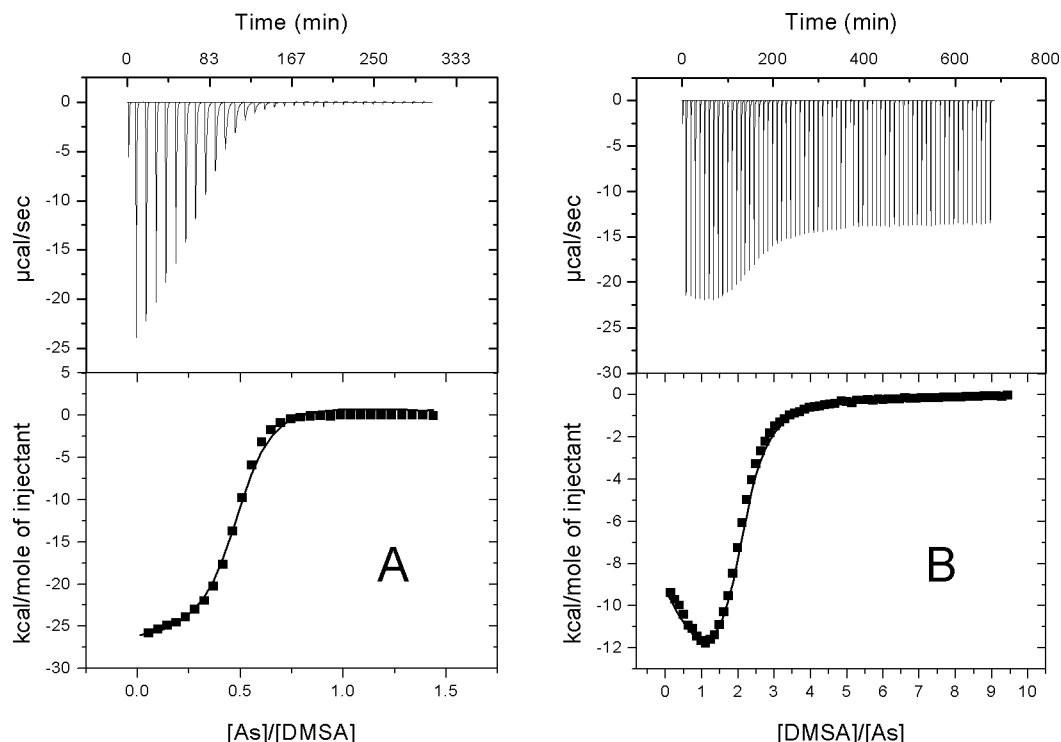 Time (min)
0 83 167 250 333
0
-5
-10
-15
-20
-25
µcal/sec
5
0
-5
-10
-15
-20
-25
-30
kcal/mole of injectant
A
0.0 0.5 1.0 1.5
[As]/[DMSA]
Time (min)
0 200 400 600 800
0
-5
-10
-15
-20
-25
-30
µcal/sec
0
-2
-4
-6
-8
-10
-12
kcal/mole of injectant
B
0 1 2 3 4 5 6 7 8 9 10
[DMSA]/[As]